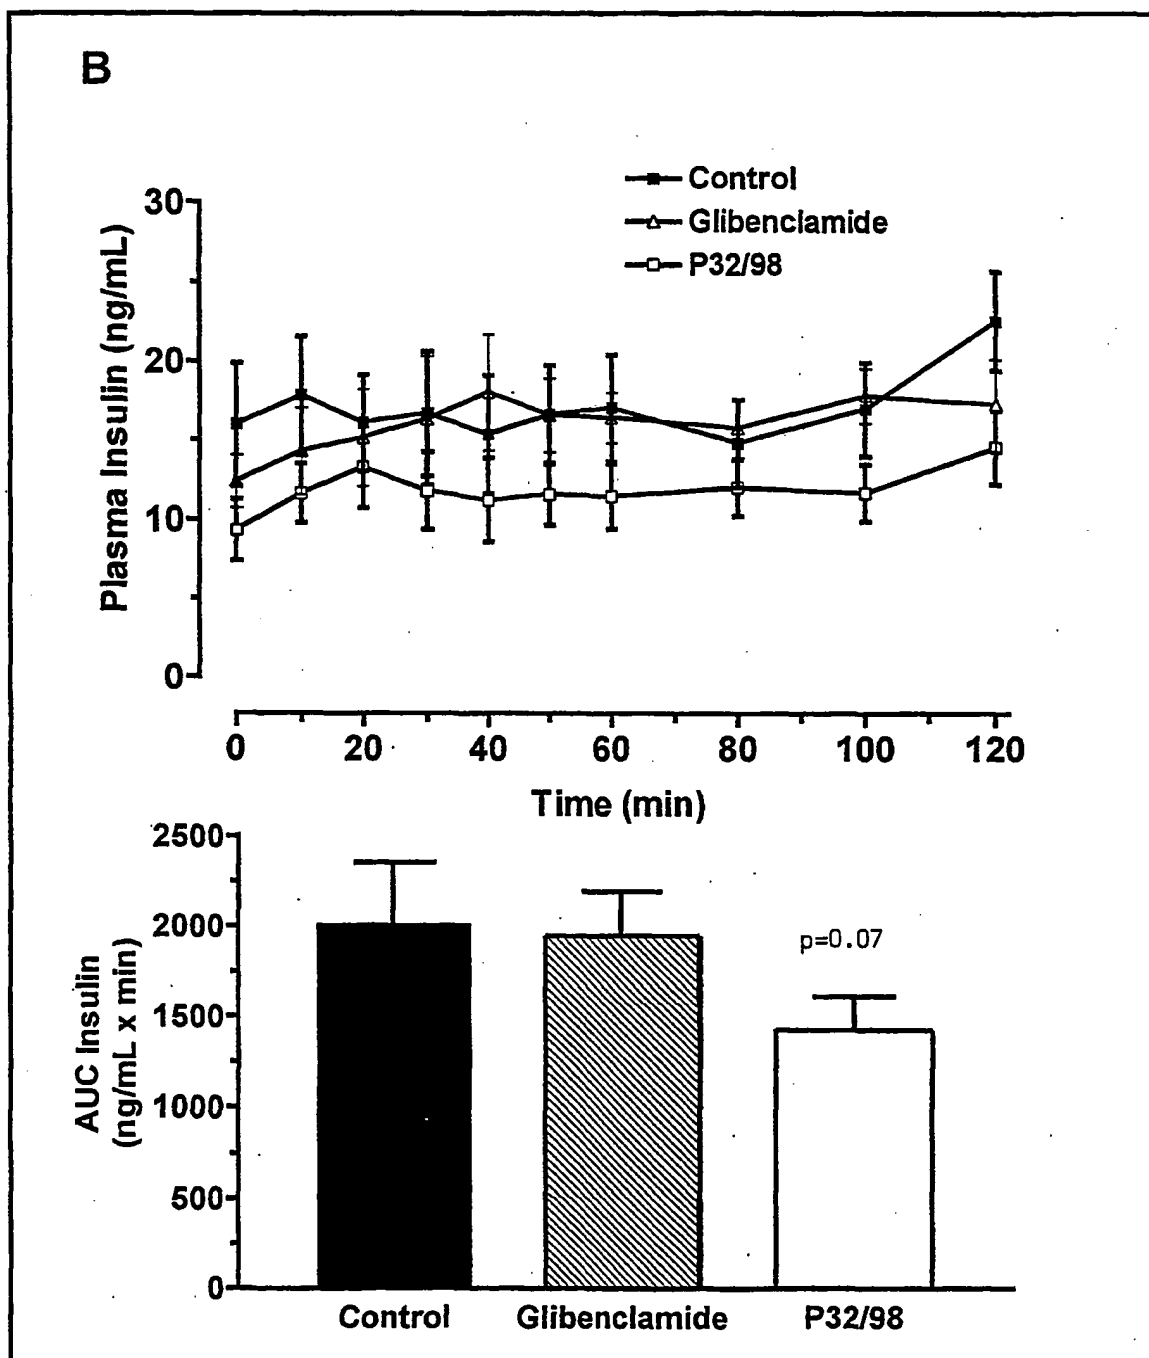 B
Control
Glibenclamide
P32/98
Plasma Insulin (ng/mL)
30
20
10
0
0 20 40 60 80 100 120
Time (min)
AUC Insulin
(ng/mL x min)
2500
2000
1500
1000
500
0
p=0.07
Control Glibenclamide P32/98